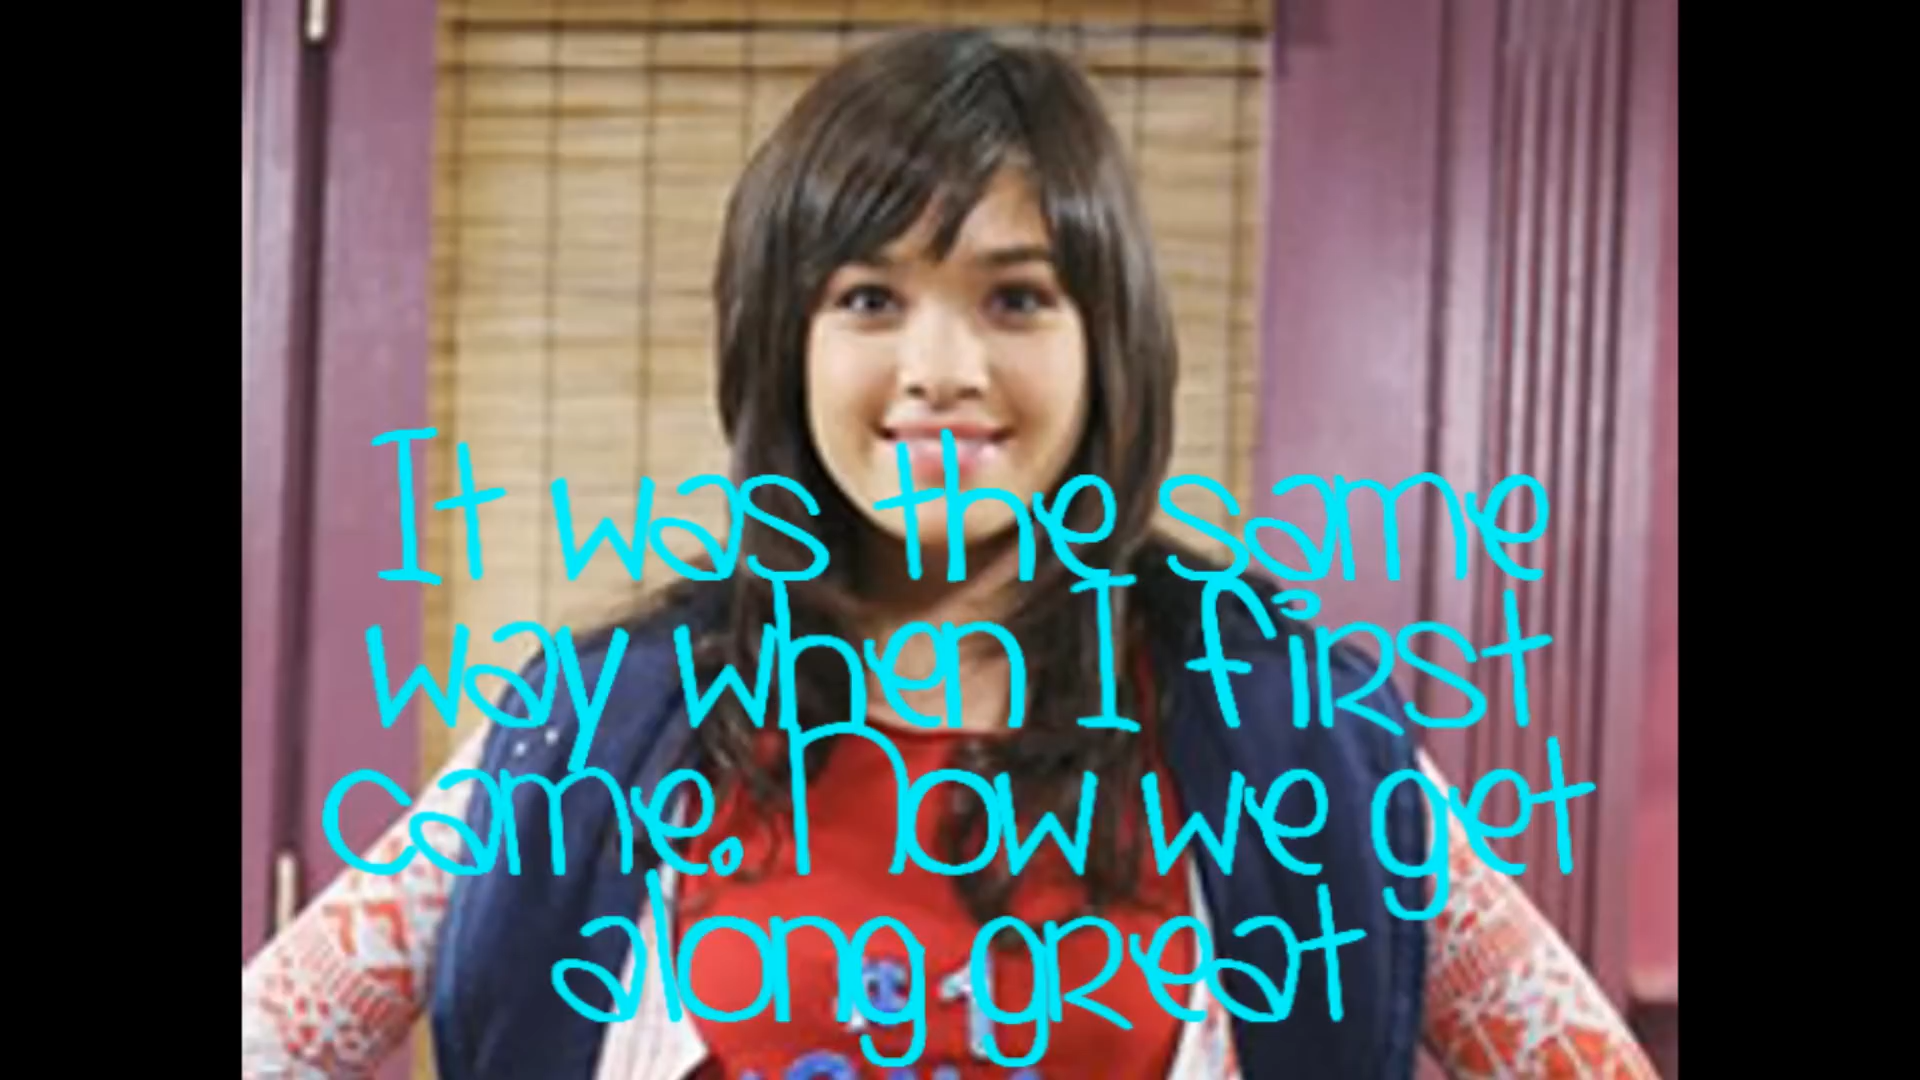 It was the same
way when I first
came. Now we get
along great